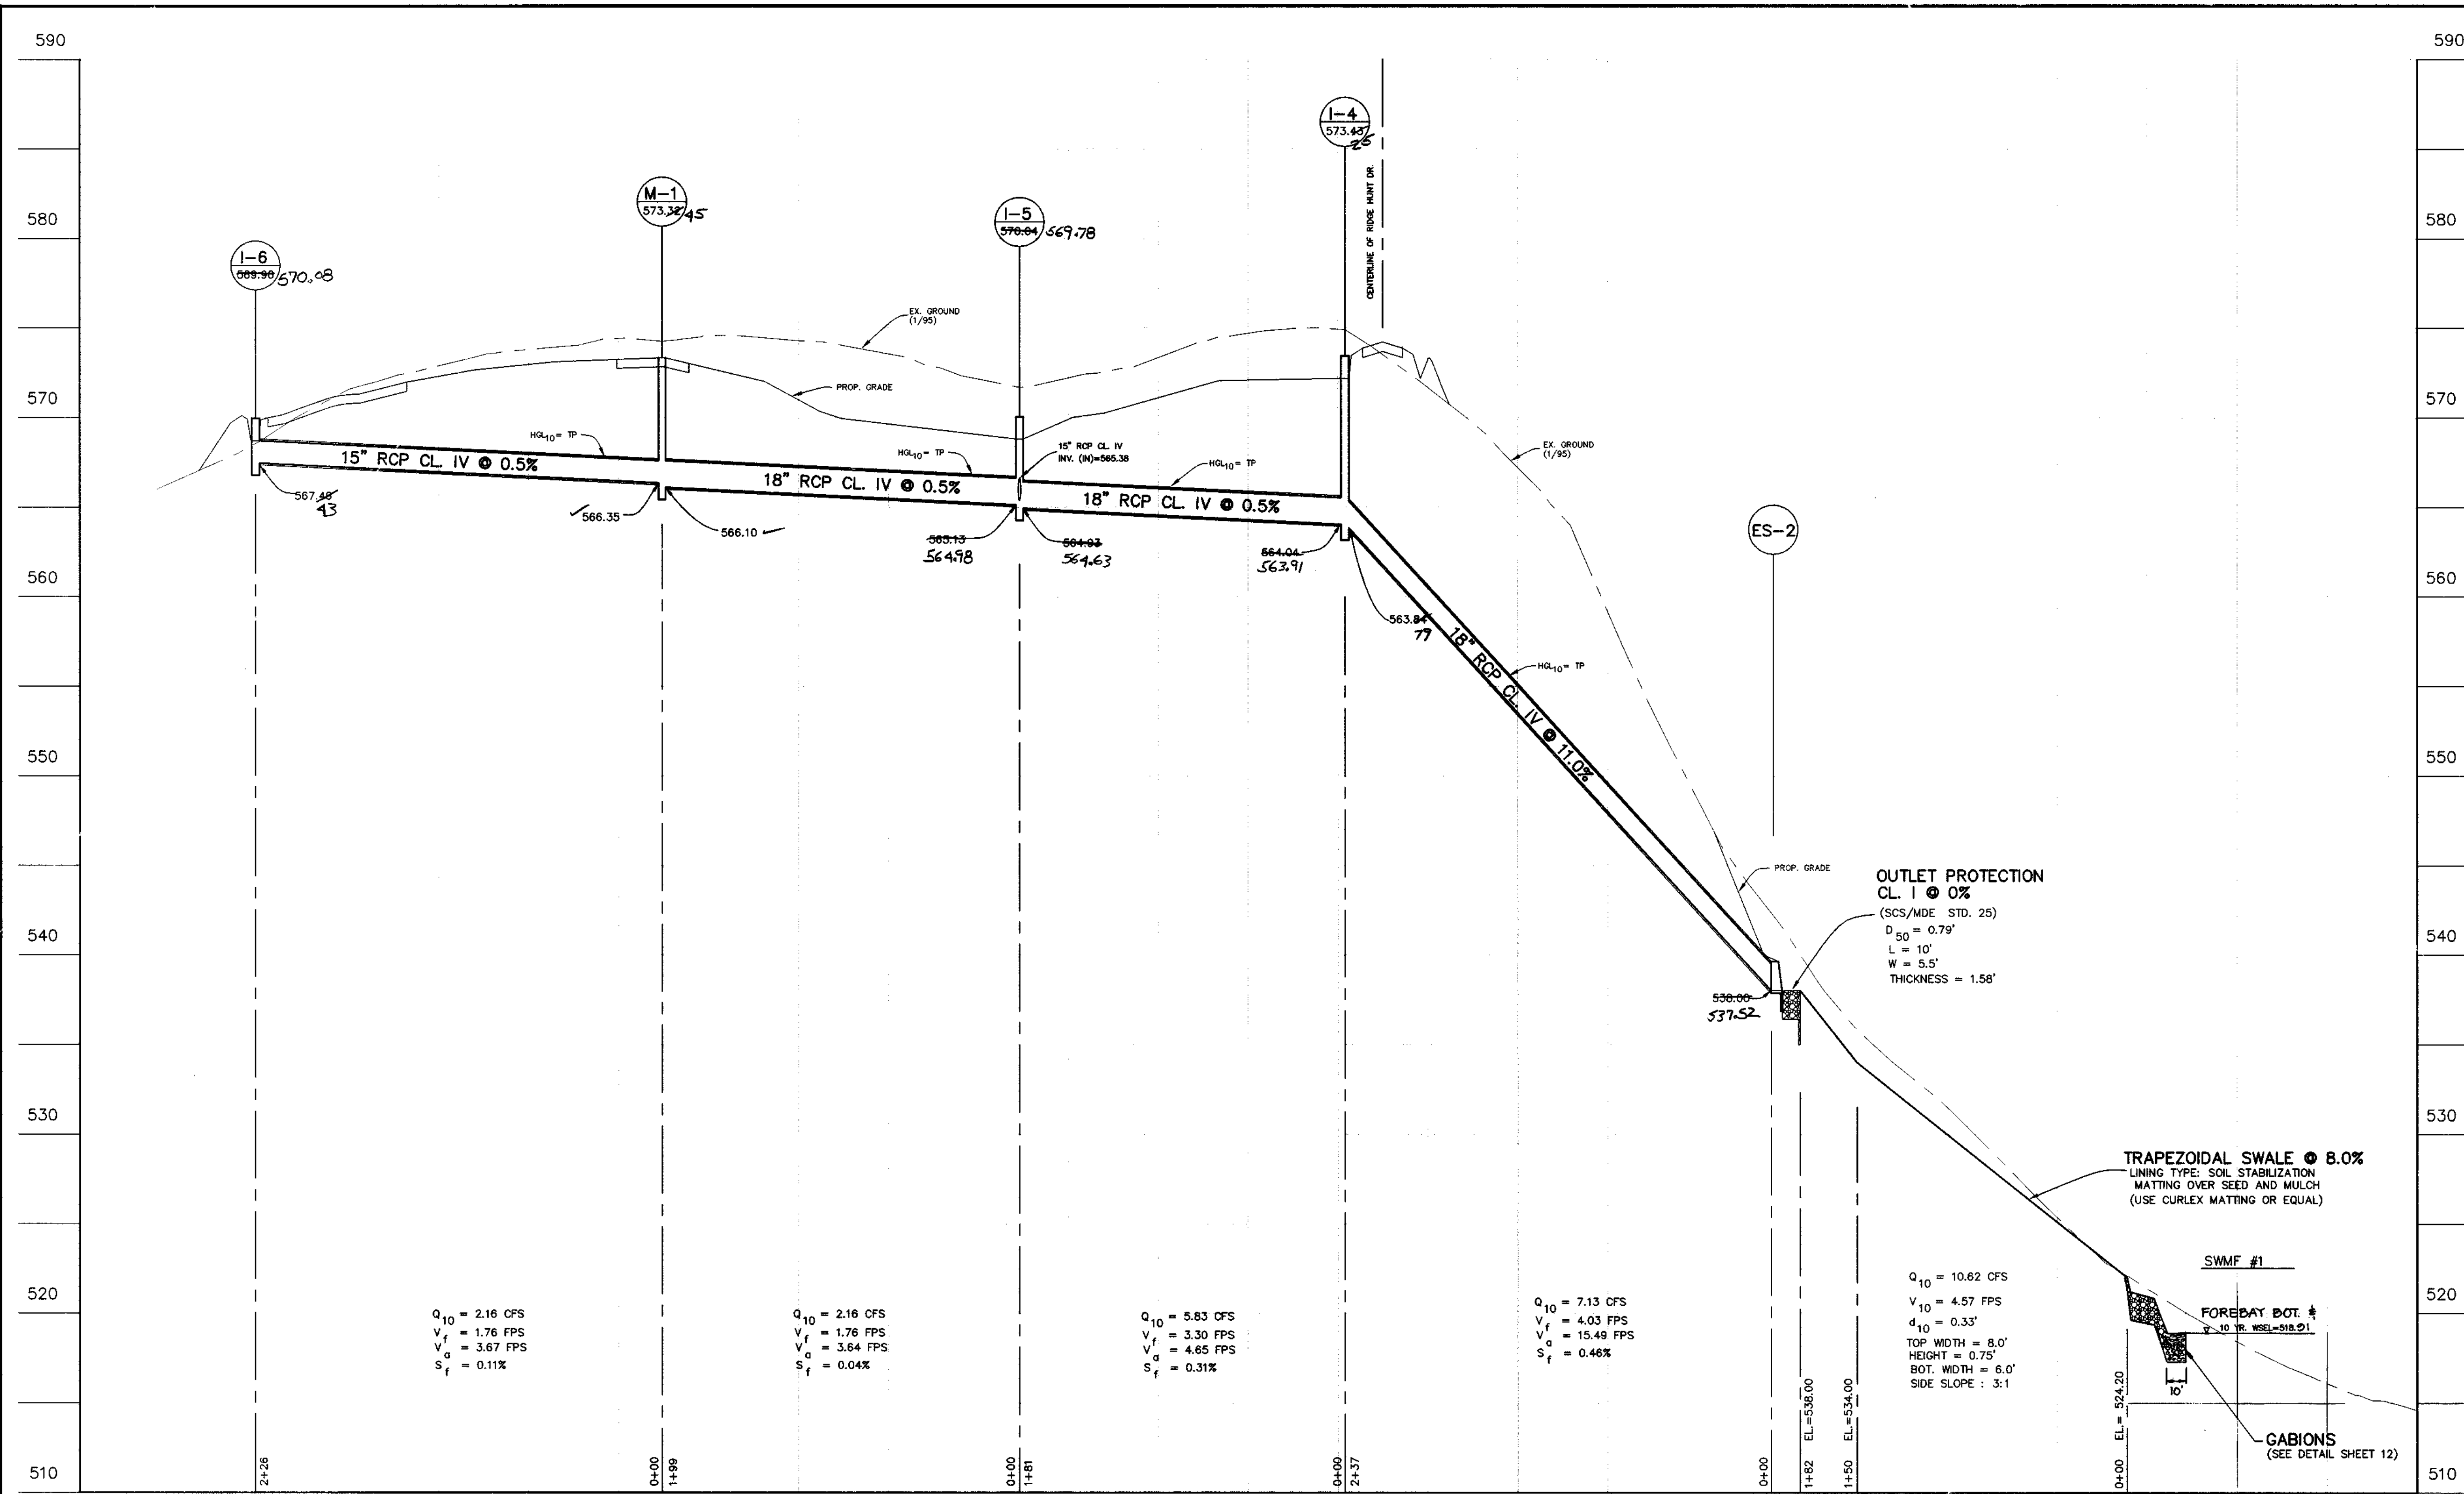 590
590
580
580
570
570
560
560
550
550
540
540
530
530
520
520
510
510
I-6
569.98 570.08
M-1
573.32 45
I-5
570.04 569.78
I-4
573.43
25
CENTERLINE OF RIDGE HUNT DR.
EX. GROUND
(1/95)
PROP. GRADE
HGL10= TP
15" RCP CL. IV @ 0.5%
567.48
43
566.35
566.10
HGL10= TP
18" RCP CL. IV @ 0.5%
15" RCP CL. IV
INV. (IN)=565.38
565.13
564.98
564.93
564.63
HGL10= TP
18" RCP CL. IV @ 0.5%
564.04
563.91
563.84
79
EX. GROUND
(1/95)
HGL10= TP
18" RCP CL. IV @ 11.0%
ES-2
PROP. GRADE
538.00
537.52
OUTLET PROTECTION
CL. I @ 0%
(SCS/MDE STD. 25)
D50 = 0.79'
L = 10'
W = 5.5'
THICKNESS = 1.58'
TRAPEZOIDAL SWALE @ 8.0%
LINING TYPE: SOIL STABILIZATION
MATTING OVER SEED AND MULCH
(USE CURLEX MATTING OR EQUAL)
SWMF #1
FOREBAY BOT.
10 YR. WSEL=518.91
10'
GABIONS
(SEE DETAIL SHEET 12)
Q10 = 2.16 CFS
Vf = 1.76 FPS
Va = 3.67 FPS
Sf = 0.11%
Q10 = 2.16 CFS
Vf = 1.76 FPS
Va = 3.64 FPS
Sf = 0.04%
Q10 = 5.83 CFS
Vf = 3.30 FPS
Va = 4.65 FPS
Sf = 0.31%
Q10 = 7.13 CFS
Vf = 4.03 FPS
Va = 15.49 FPS
Sf = 0.46%
Q10 = 10.62 CFS
V10 = 4.57 FPS
d10 = 0.33'
TOP WIDTH = 8.0'
HEIGHT = 0.75'
BOT. WIDTH = 6.0'
SIDE SLOPE : 3:1
2+26
0+00
1+99
0+00
1+81
0+00
2+37
0+00
1+82 EL.=538.00
1+50 EL.=534.00
0+00 EL.= 524.20